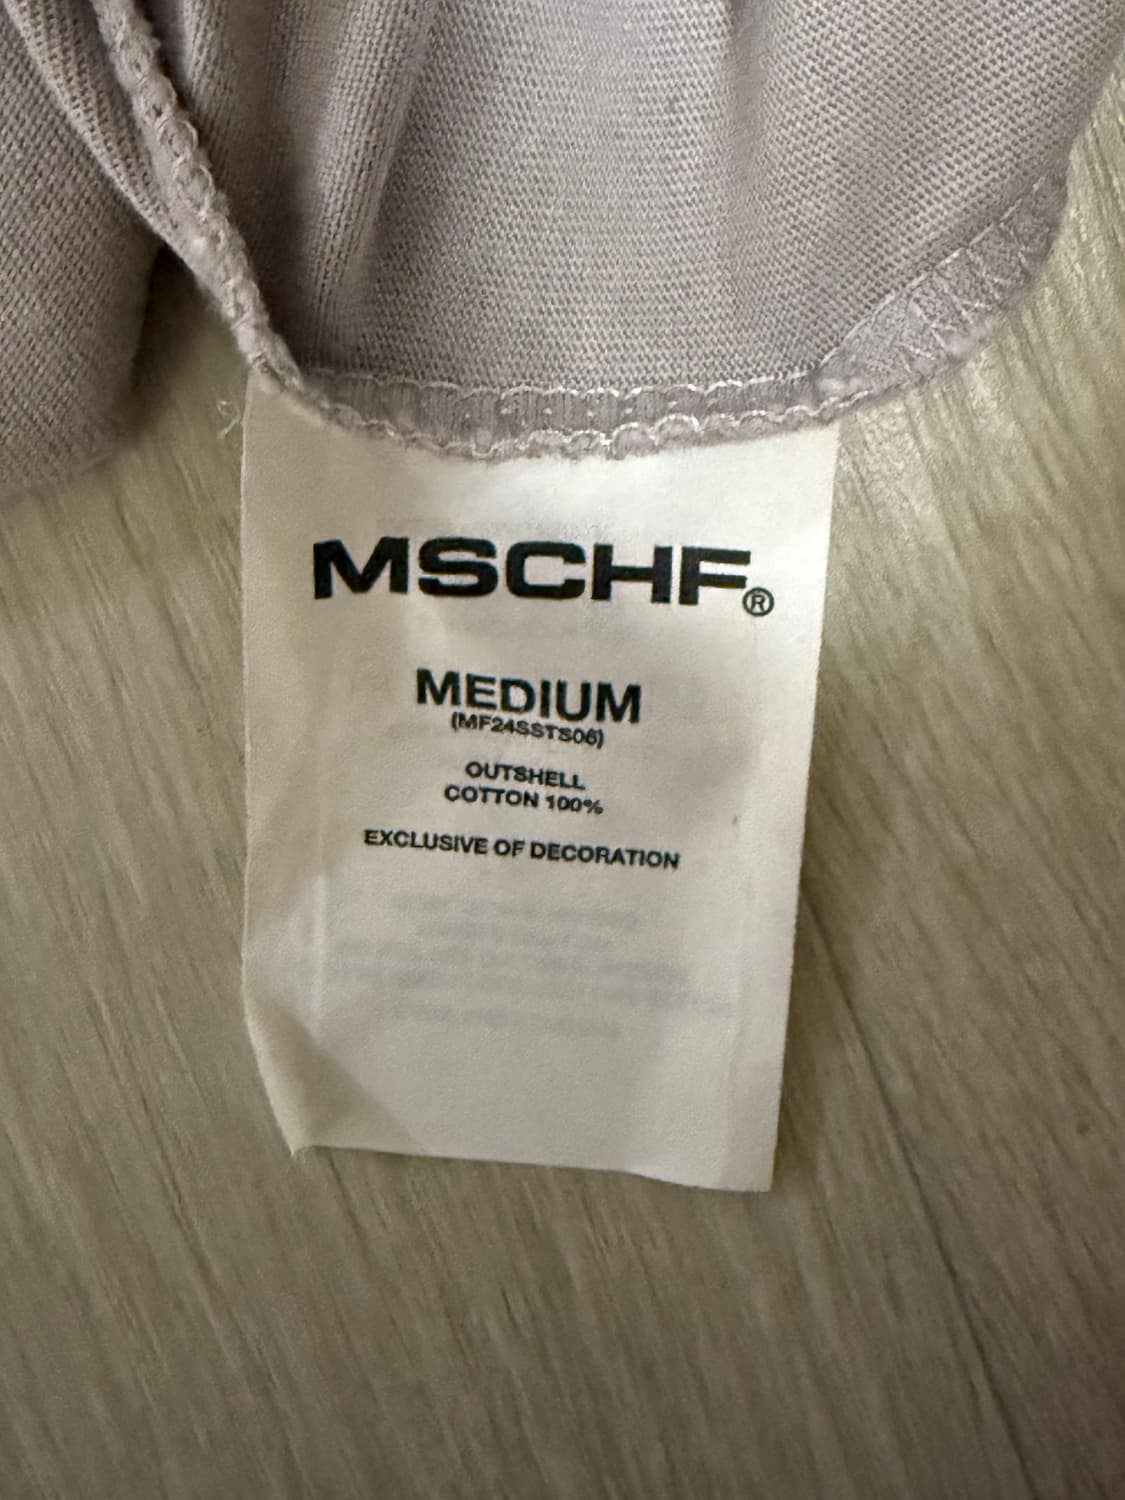 MSCHF®
MEDIUM
(MF24SSTS06)
OUTSHELL
COTTON 100%
EXCLUSIVE OF DECORATION